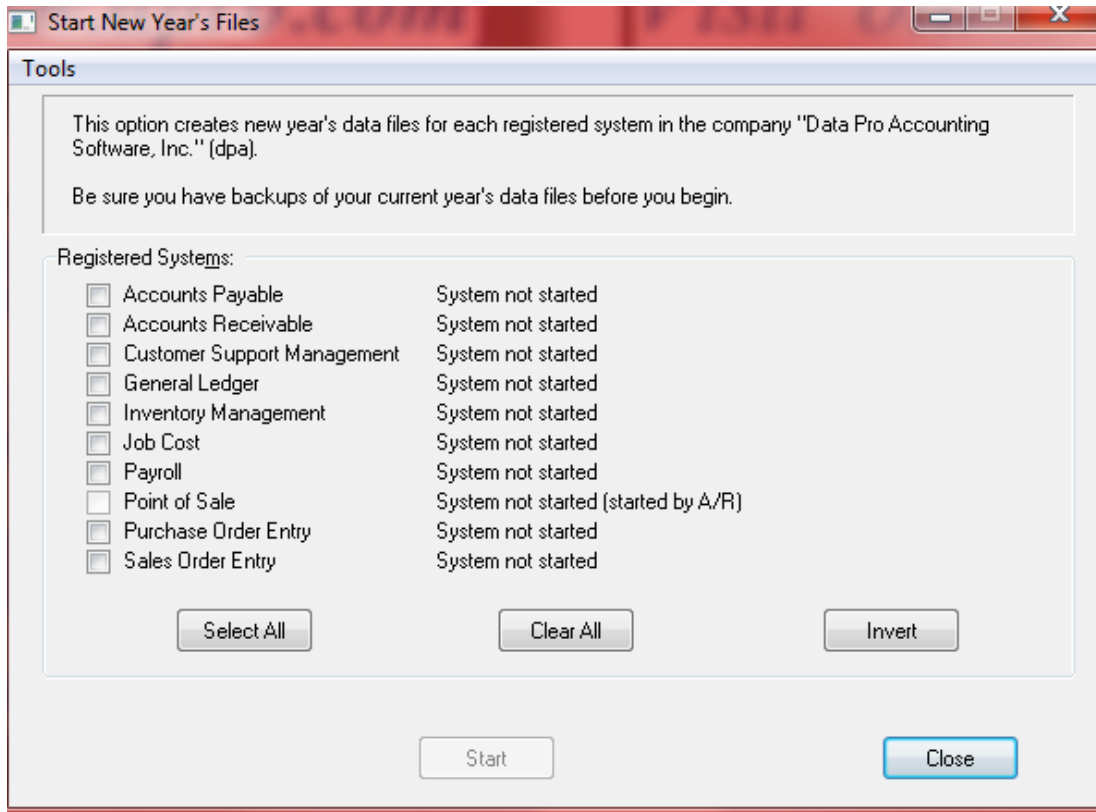 Start New Year's Files
Tools
This option creates new year's data files for each registered system in the company "Data Pro Accounting
Software, Inc." (dpa).
Be sure you have backups of your current year's data files before you begin.
Registered Systems:
Accounts Payable System not started
Accounts Receivable System not started
Customer Support Management System not started
General Ledger System not started
Inventory Management System not started
Job Cost System not started
Payroll System not started
Point of Sale System not started (started by A/R)
Purchase Order Entry System not started
Sales Order Entry System not started
Select All Clear All Invert
Start Close